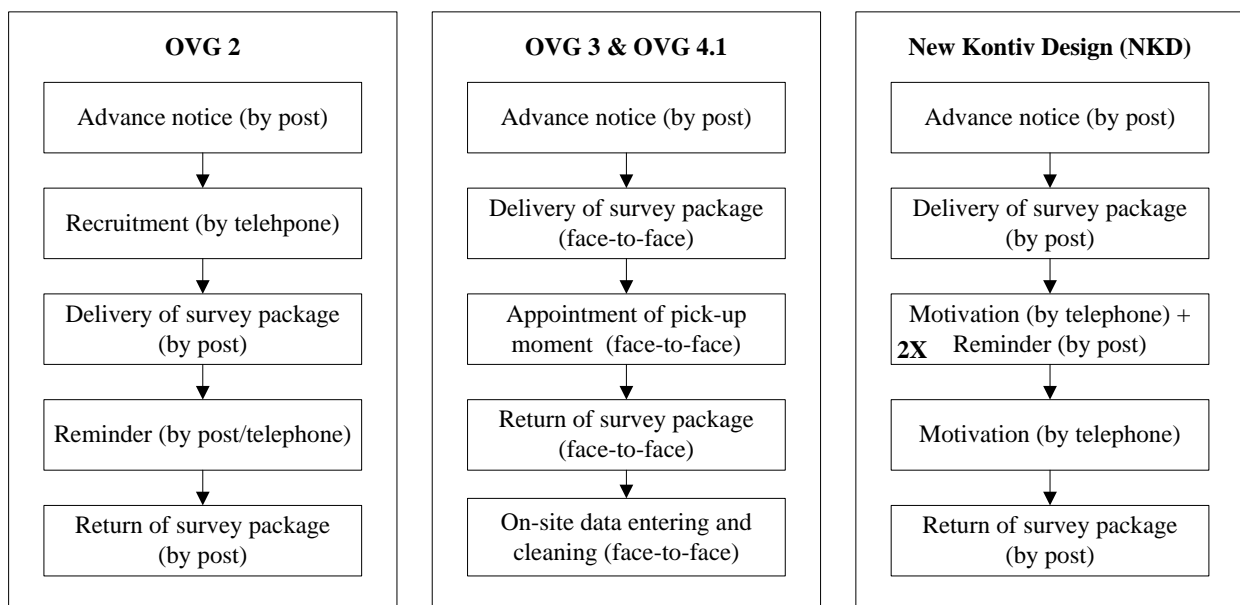 OVG 2
Advance notice (by post)
Recruitment (by telehpone)
Delivery of survey package
(by post)
Reminder (by post/telephone)
Return of survey package
(by post)
OVG 3 & OVG 4.1
Advance notice (by post)
Delivery of survey package
(face-to-face)
Appointment of pick-up
moment (face-to-face)
Return of survey package
(face-to-face)
On-site data entering and
cleaning (face-to-face)
New Kontiv Design (NKD)
Advance notice (by post)
Delivery of survey package
(by post)
Motivation (by telephone) +
2X Reminder (by post)
Motivation (by telephone)
Return of survey package
(by post)